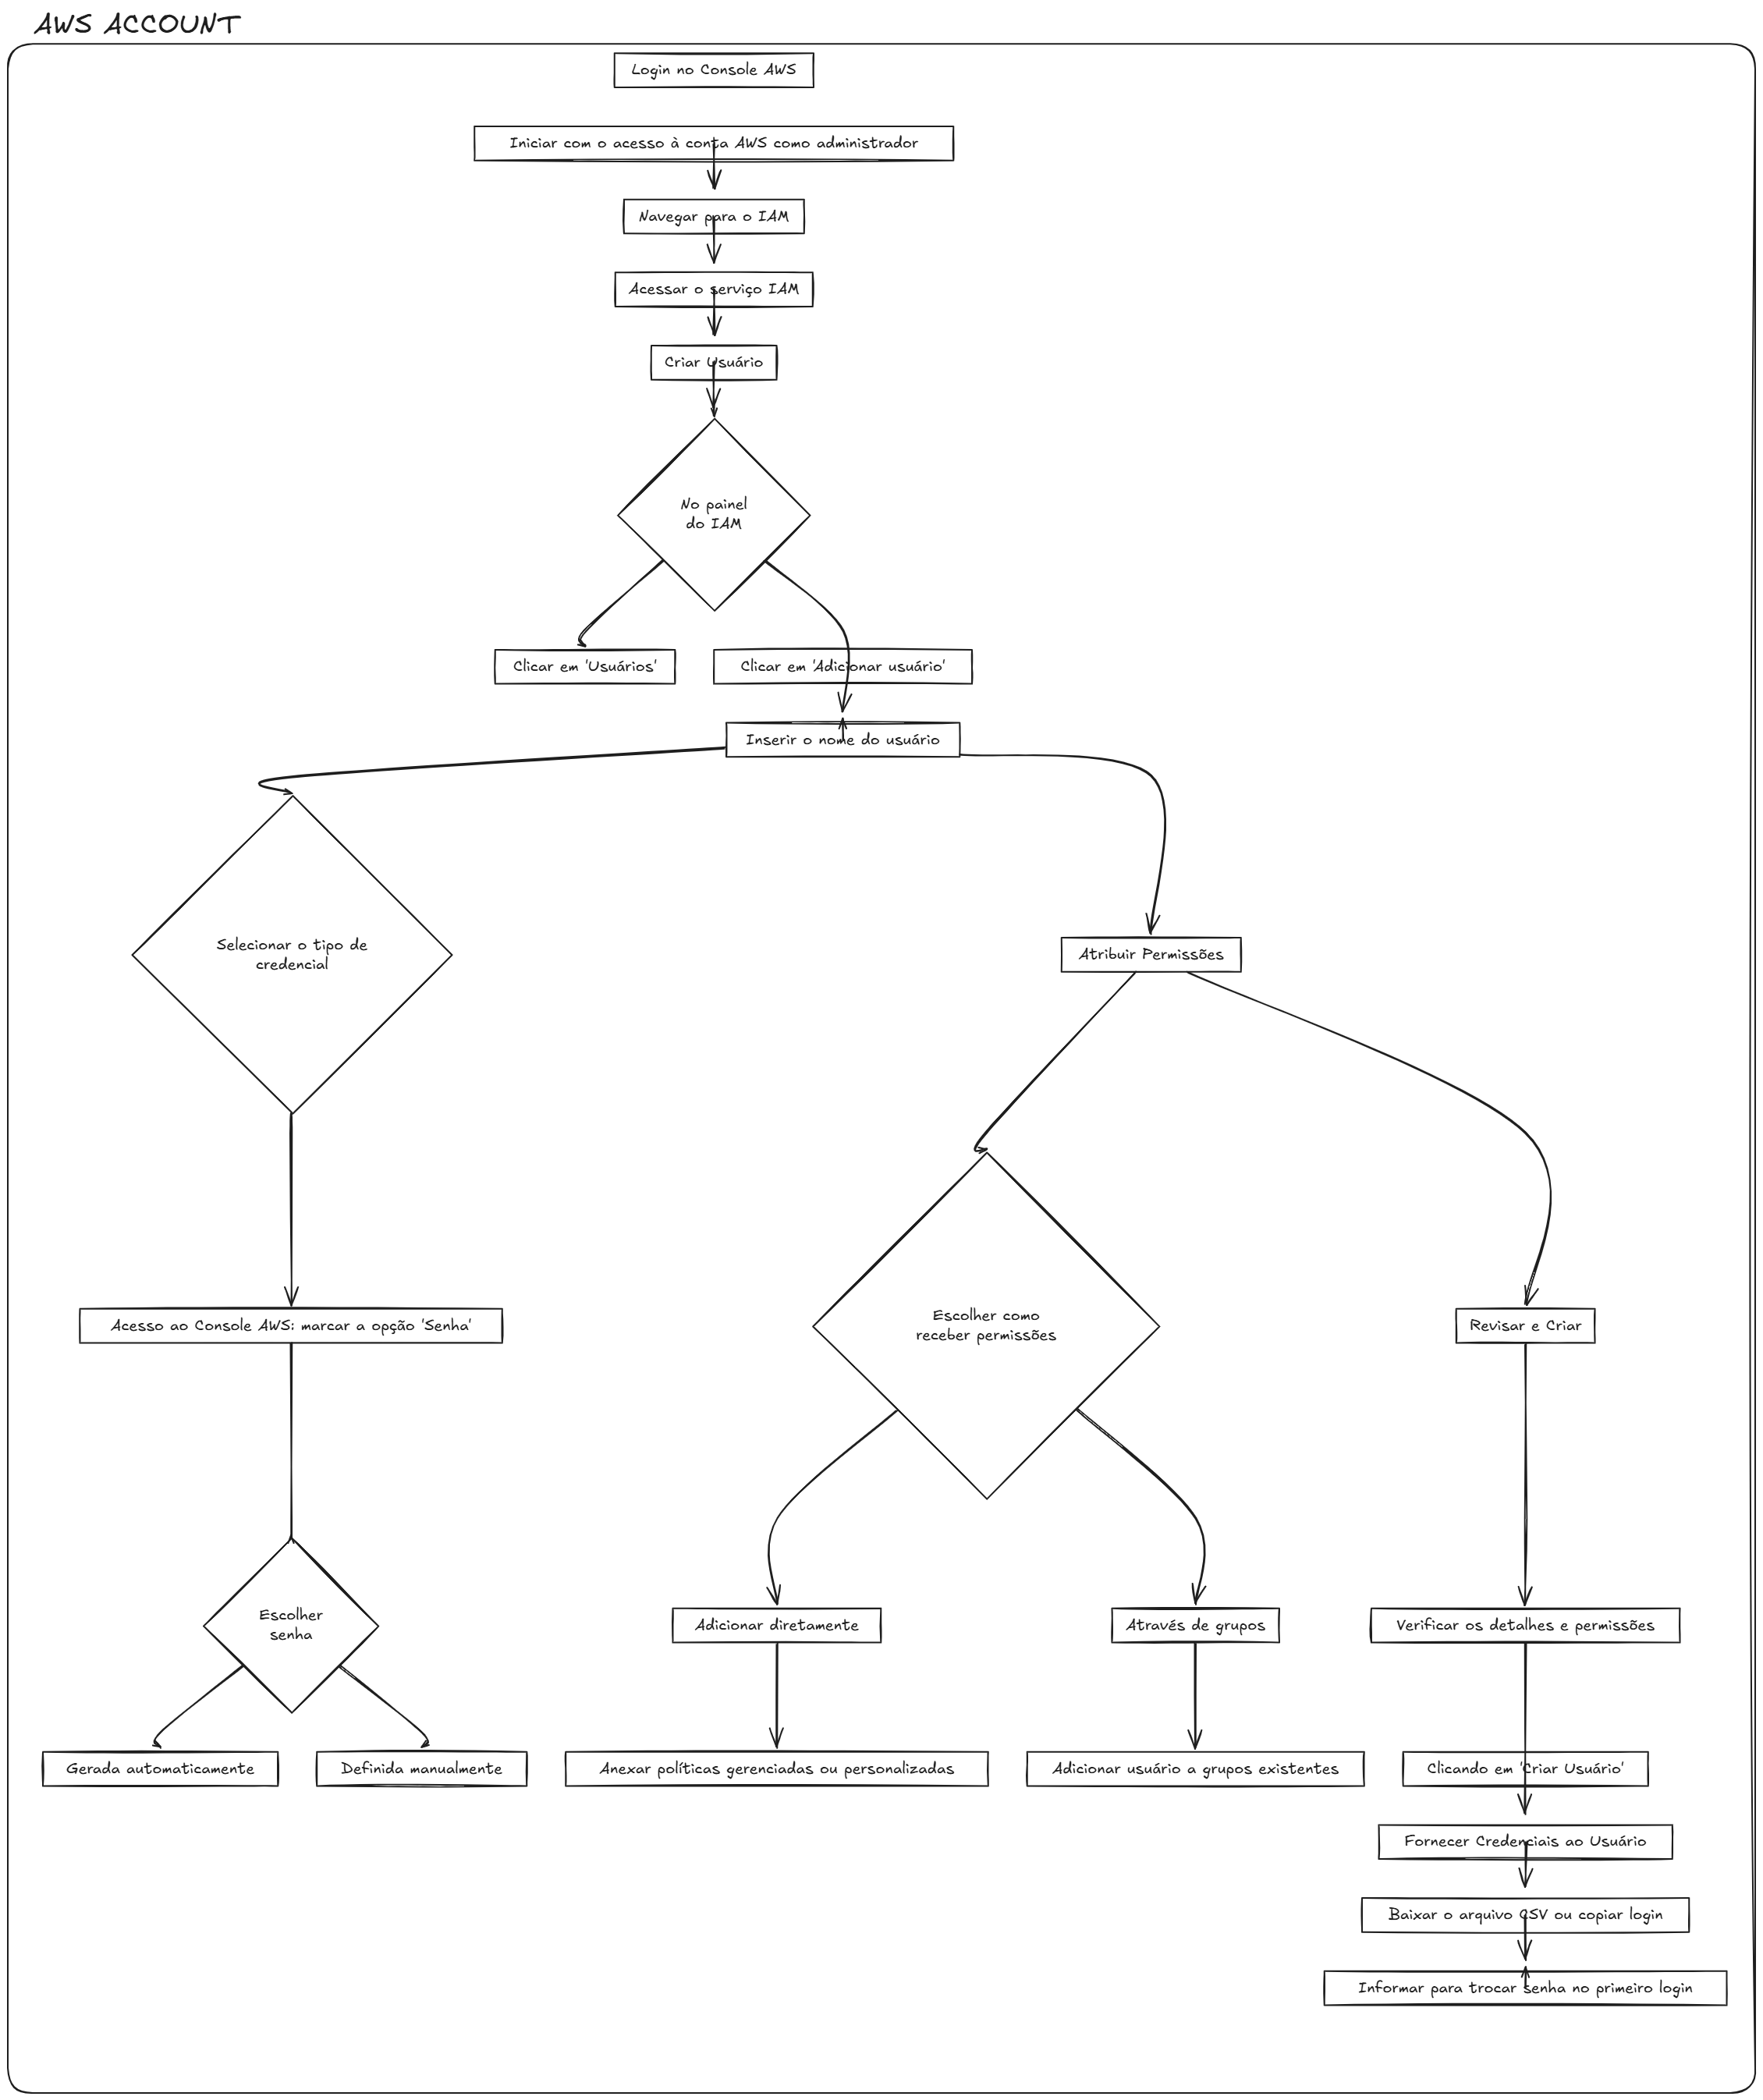 AWS ACCOUNT
Login no Console AWS
Iniciar com o acesso à conta AWS como administrador
Navegar para o IAM
Acessar o serviço IAM
Criar Usuário
No painel
do IAM
Clicar em 'Usuários'
Clicar em 'Adicionar usuário'
Inserir o nome do usuário
Selecionar o tipo de
credencial
Atribuir Permissões
Acesso ao Console AWS: marcar a opção 'Senha'
Escolher como
receber permissões
Revisar e Criar
Escolher
senha
Adicionar diretamente
Através de grupos
Verificar os detalhes e permissões
Gerada automaticamente
Definida manualmente
Anexar políticas gerenciadas ou personalizadas
Adicionar usuário a grupos existentes
Clicando em 'Criar Usuário'
Fornecer Credenciais ao Usuário
Baixar o arquivo CSV ou copiar login
Informar para trocar senha no primeiro login